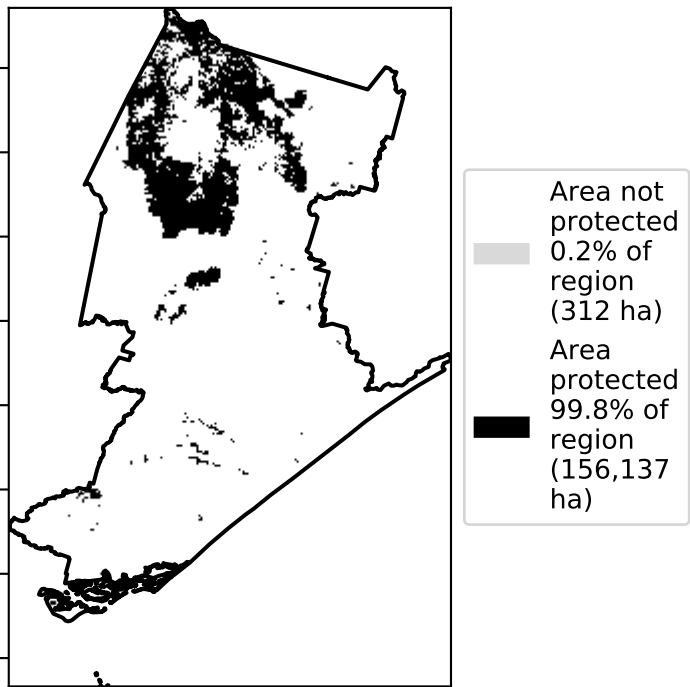 Area not
protected
0.2% of
region
(312 ha)
Area
protected
99.8% of
region
(156,137
ha)